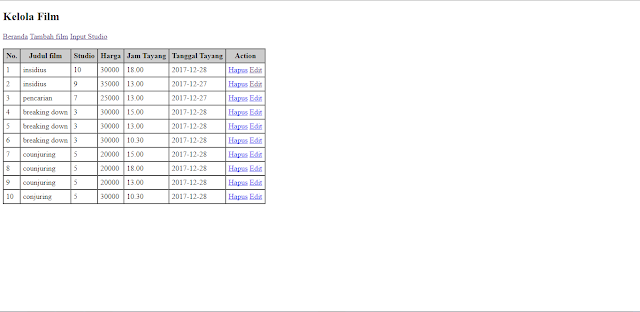 Kelola Film
Beranda Tambah film Input Studio
No. Judul film Studio Harga Jam Tayang Tanggal Tayang Action
1 insidius 10 30000 18:00 2017-12-28 Hapus Edit
2 insidius 9 35000 13:00 2017-12-27 Hapus Edit
3 pencarian 7 25000 13:00 2017-12-27 Hapus Edit
4 breaking down 3 30000 15:00 2017-12-28 Hapus Edit
5 breaking down 3 30000 13:00 2017-12-28 Hapus Edit
6 breaking down 3 30000 10:30 2017-12-28 Hapus Edit
7 counjuring 5 20000 15:00 2017-12-28 Hapus Edit
8 counjuring 5 20000 18:00 2017-12-28 Hapus Edit
9 counjuring 5 20000 13:00 2017-12-28 Hapus Edit
10 conjuring 5 30000 10:30 2017-12-28 Hapus Edit